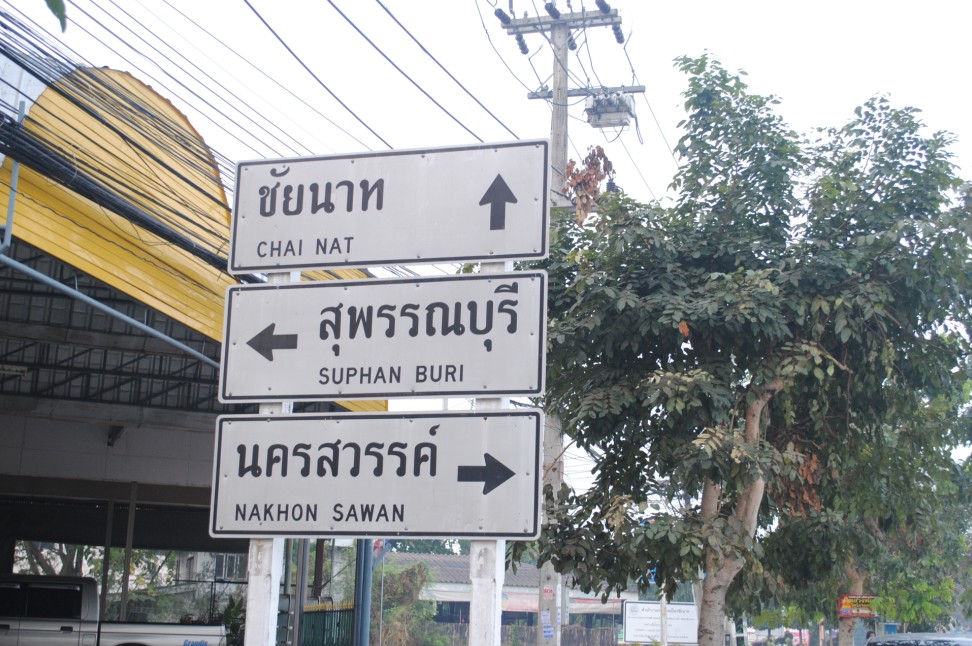 ชัยนาท
CHAI NAT
สุพรรณบุรี
SUPHAN BURI
นครสวรรค์
NAKHON SAWAN